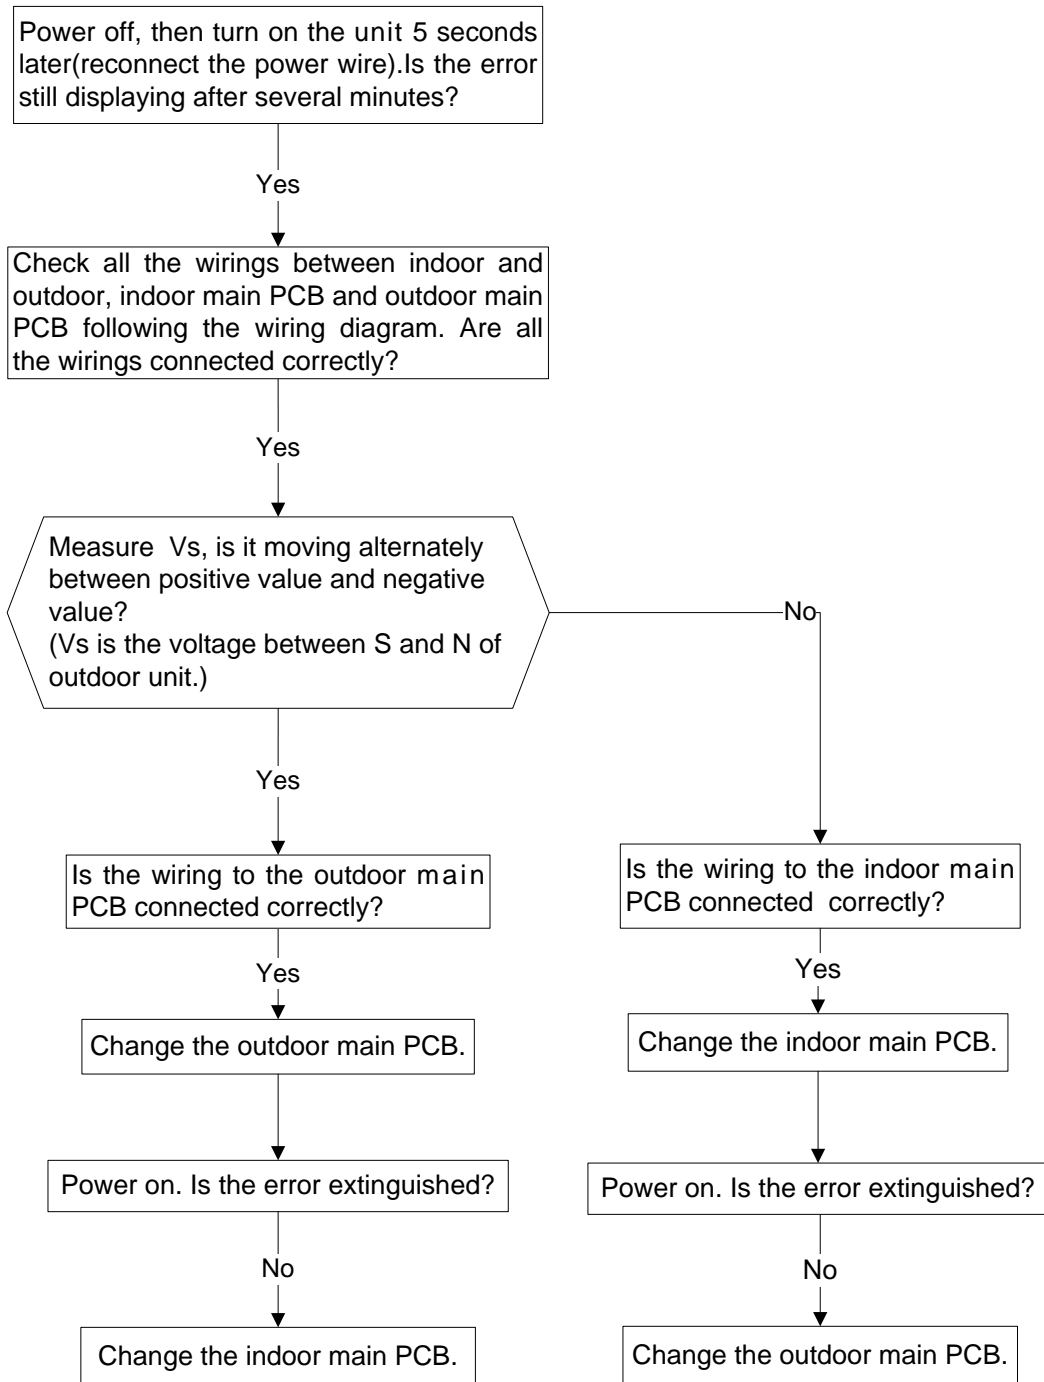 Power off, then turn on the unit 5 seconds
later(reconnect the power wire).Is the error
still displaying after several minutes?
Yes
Check all the wirings between indoor and
outdoor, indoor main PCB and outdoor main
PCB following the wiring diagram. Are all
the wirings connected correctly?
Yes
Measure Vs, is it moving alternately
between positive value and negative
value?
(Vs is the voltage between S and N of
outdoor unit.)
No
Yes
Is the wiring to the outdoor main
PCB connected correctly?
Is the wiring to the indoor main
PCB connected correctly?
Yes
Yes
Change the outdoor main PCB.
Change the indoor main PCB.
Power on. Is the error extinguished?
Power on. Is the error extinguished?
No
No
Change the indoor main PCB.
Change the outdoor main PCB.